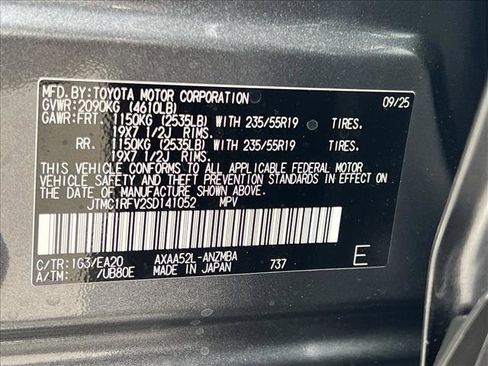 MFD.BY:TOYOTA MOTOR CORPORATION 09/25
GVWR:2090KG (4610LB)
GAWR:FRT. 1150KG (2535LB) WITH 235/55R19 TIRES.
19X7 1/2J RIMS.
RR. 1150KG (2535LB) WITH 235/55R19 TIRES.
19X7 1/2J RIMS.
THIS VEHICLE CONFORMS TO ALL APPLICABLE FEDERAL MOTOR
VEHICLE SAFETY AND THEFT PREVENTION STANDARDS IN EFFECT ON
THE DATE OF MANUFACTURE SHOWN ABOVE.
JTMC1RFV2SD141052 MPV
C/TR:1G3/EA20 AXAA52L-ANZMBA E
A/TM: /UB80E MADE IN JAPAN 737